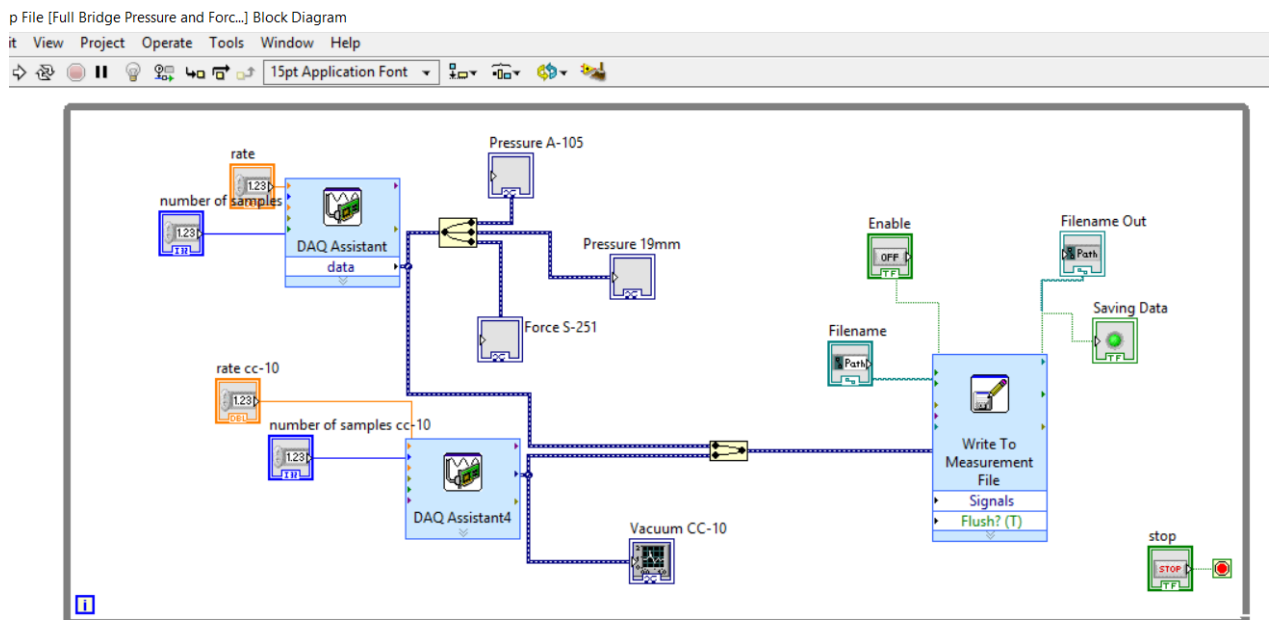 p File [Full Bridge Pressure and Forc...] Block Diagram
it View Project Operate Tools Window Help
15pt Application Font
Pressure A-105
rate
1.23
number of samples
1.23
IR
DAQ Assistant
data
Pressure 19mm
Force S-251
Enable
OFF
TF
Filename Out
Path
Saving Data
TF
Filename
Path
rate cc-10
1.23
DBL
number of samples cc-10
1.23
IR
DAQ Assistant4
Vacuum CC-10
Write To
Measurement
File
Signals
Flush? (T)
stop
STOP
TF
i